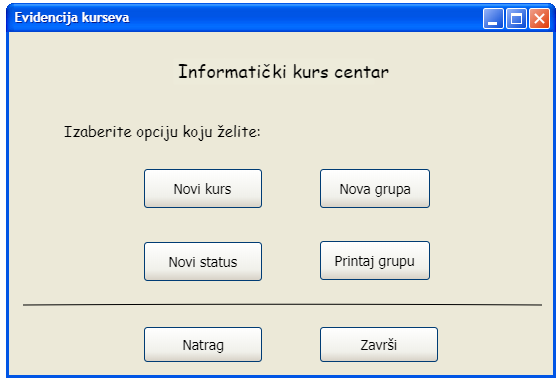 Evidencija kurseva
Informatički kurs centar
Izaberite opciju koju želite:
Novi kurs
Nova grupa
Novi status
Printaj grupu
Natrag
Završi